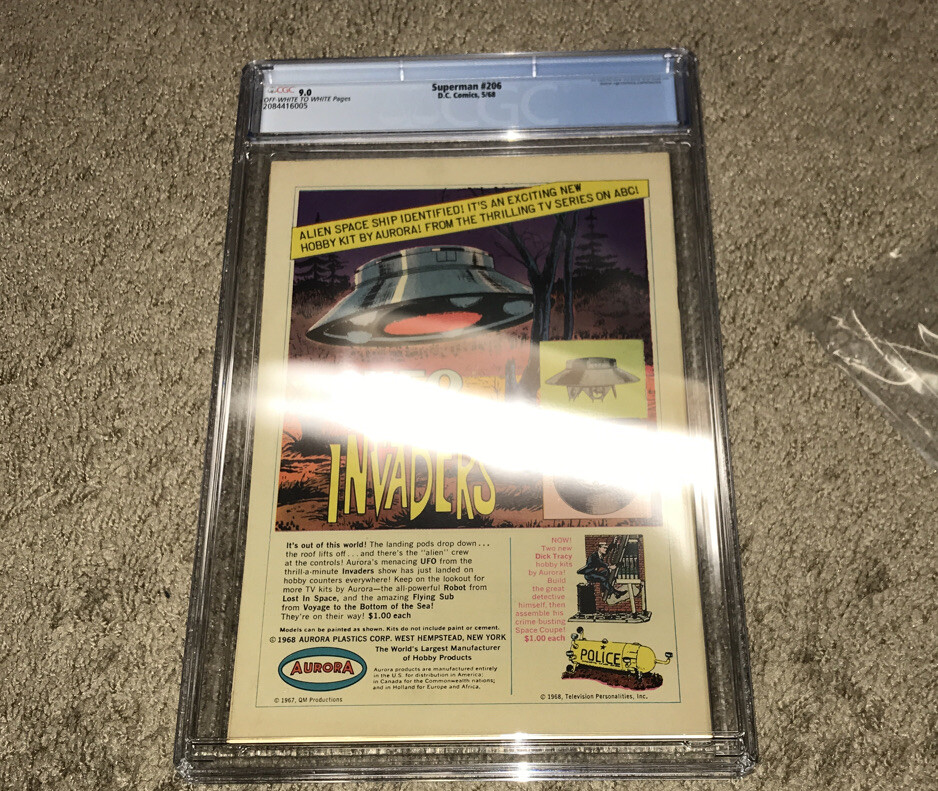 CGC 9.0
OFF-WHITE TO WHITE Pages
2084416005
Superman #206
D.C. Comics, 5/68
CGC
ALIEN SPACE SHIP IDENTIFIED! IT'S AN EXCITING NEW
HOBBY KIT BY AURORA! FROM THE THRILLING TV SERIES ON ABC!
INVADERS
It's out of this world! The landing pods drop down...
the roof lifts off...and there's the "alien" crew
at the controls! Aurora's menacing UFO from the
thrill-a-minute Invaders show has just landed on
hobby counters everywhere! Keep on the lookout for
more TV kits by Aurora—the all-powerful Robot from
Lost In Space, and the amazing Flying Sub
from Voyage to the Bottom of the Sea!
They're on their way! $1.00 each
Models can be painted as shown. Kits do not include paint or cement.
© 1968 AURORA PLASTICS CORP. WEST HEMPSTEAD, NEW YORK
AURORA
The World's Largest Manufacturer
of Hobby Products
Aurora products are manufactured entirely
in the U.S. for distribution in America;
in Canada for the Commonwealth nations;
and in Holland for Europe and Africa.
© 1967, QM Productions
NOW!
Two new
Dick Tracy
hobby kits
by Aurora!
Build
the great
detective
himself, then
assemble his
crime-busting
Space Coupe!
$1.00 each
POLICE
© 1968, Television Personalities, Inc.